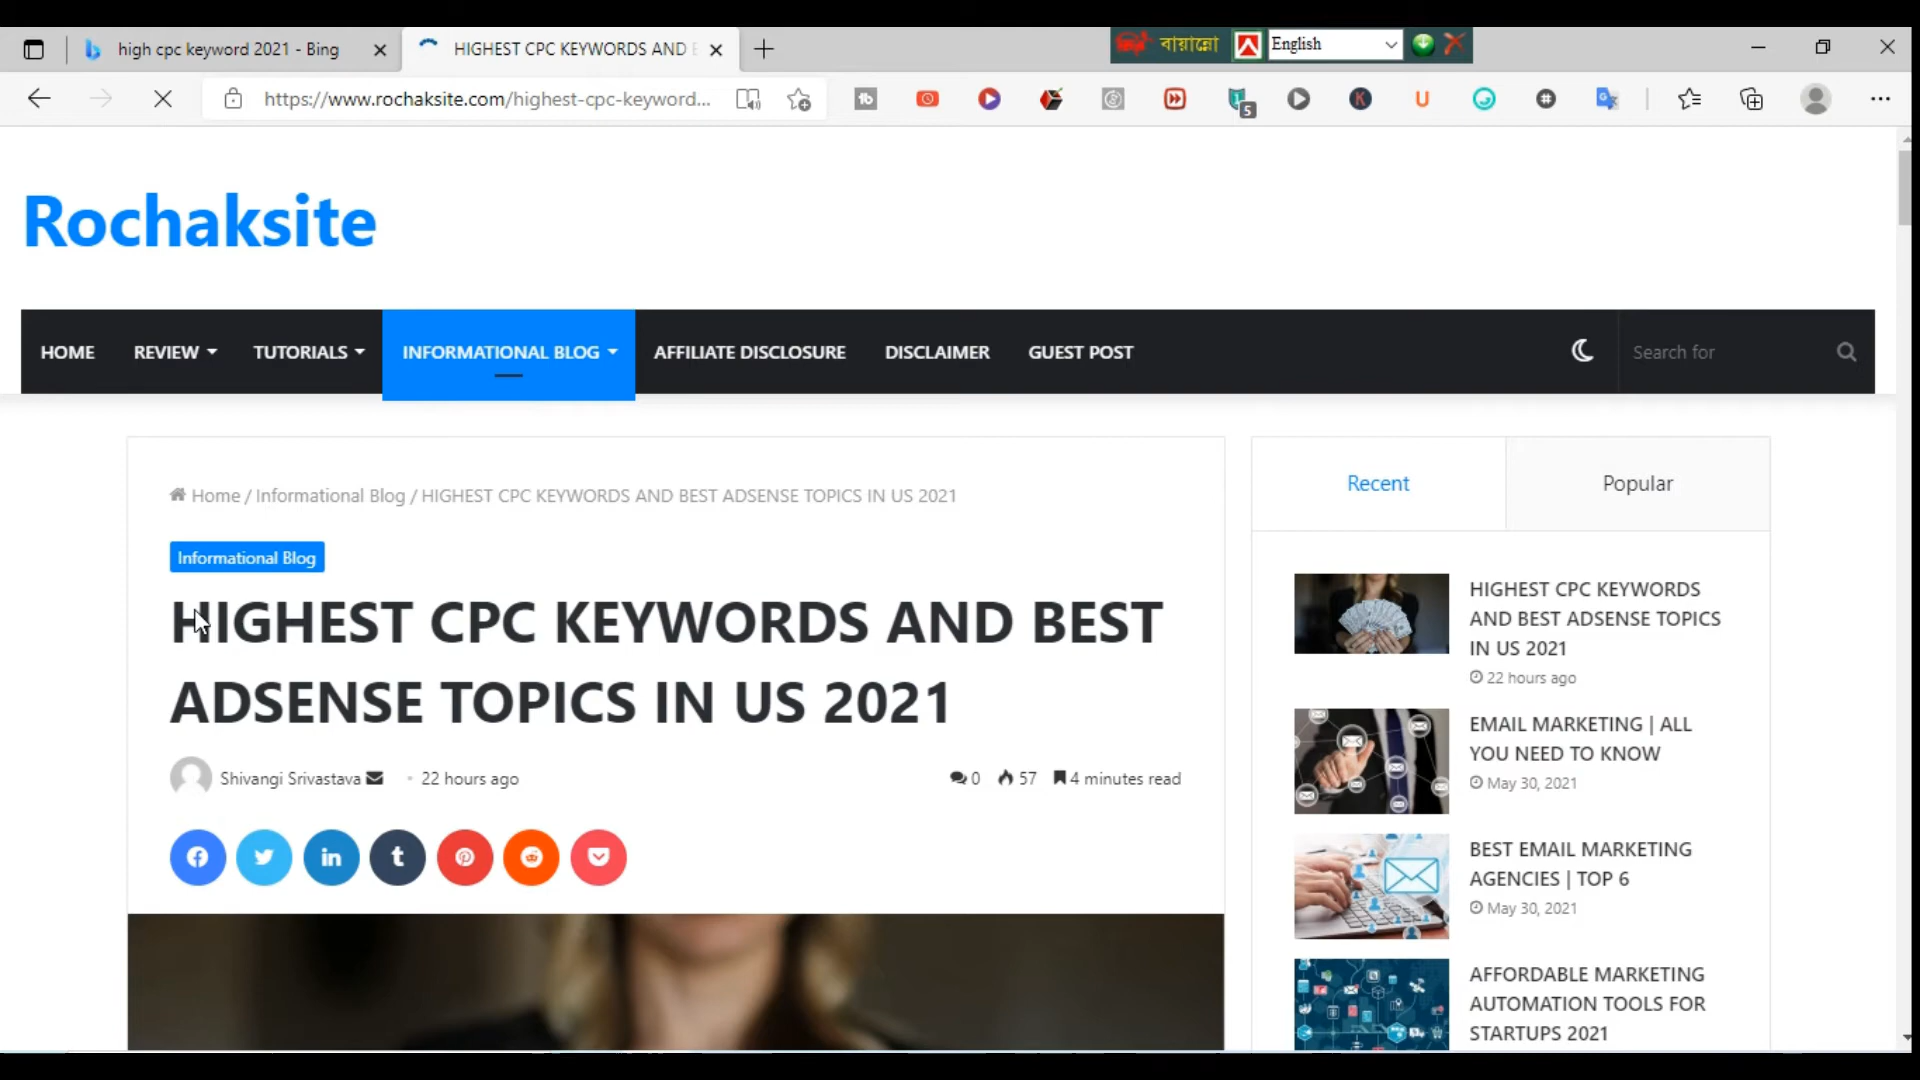 high cpc keyword 2021 - Bing
HIGHEST CPC KEYWORDS AND
বায়ান্নো
English
https://www.rochaksite.com/highest-cpc-keyword...
5
Rochaksite
HOME
REVIEW
TUTORIALS
INFORMATIONAL BLOG
AFFILIATE DISCLOSURE
DISCLAIMER
GUEST POST
Search for
Home / Informational Blog / HIGHEST CPC KEYWORDS AND BEST ADSENSE TOPICS IN US 2021
Informational Blog
HIGHEST CPC KEYWORDS AND BEST
ADSENSE TOPICS IN US 2021
Shivangi Srivastava
22 hours ago
0
57
4 minutes read
Recent
Popular
HIGHEST CPC KEYWORDS
AND BEST ADSENSE TOPICS
IN US 2021
22 hours ago
EMAIL MARKETING | ALL
YOU NEED TO KNOW
May 30, 2021
BEST EMAIL MARKETING
AGENCIES | TOP 6
May 30, 2021
AFFORDABLE MARKETING
AUTOMATION TOOLS FOR
STARTUPS 2021